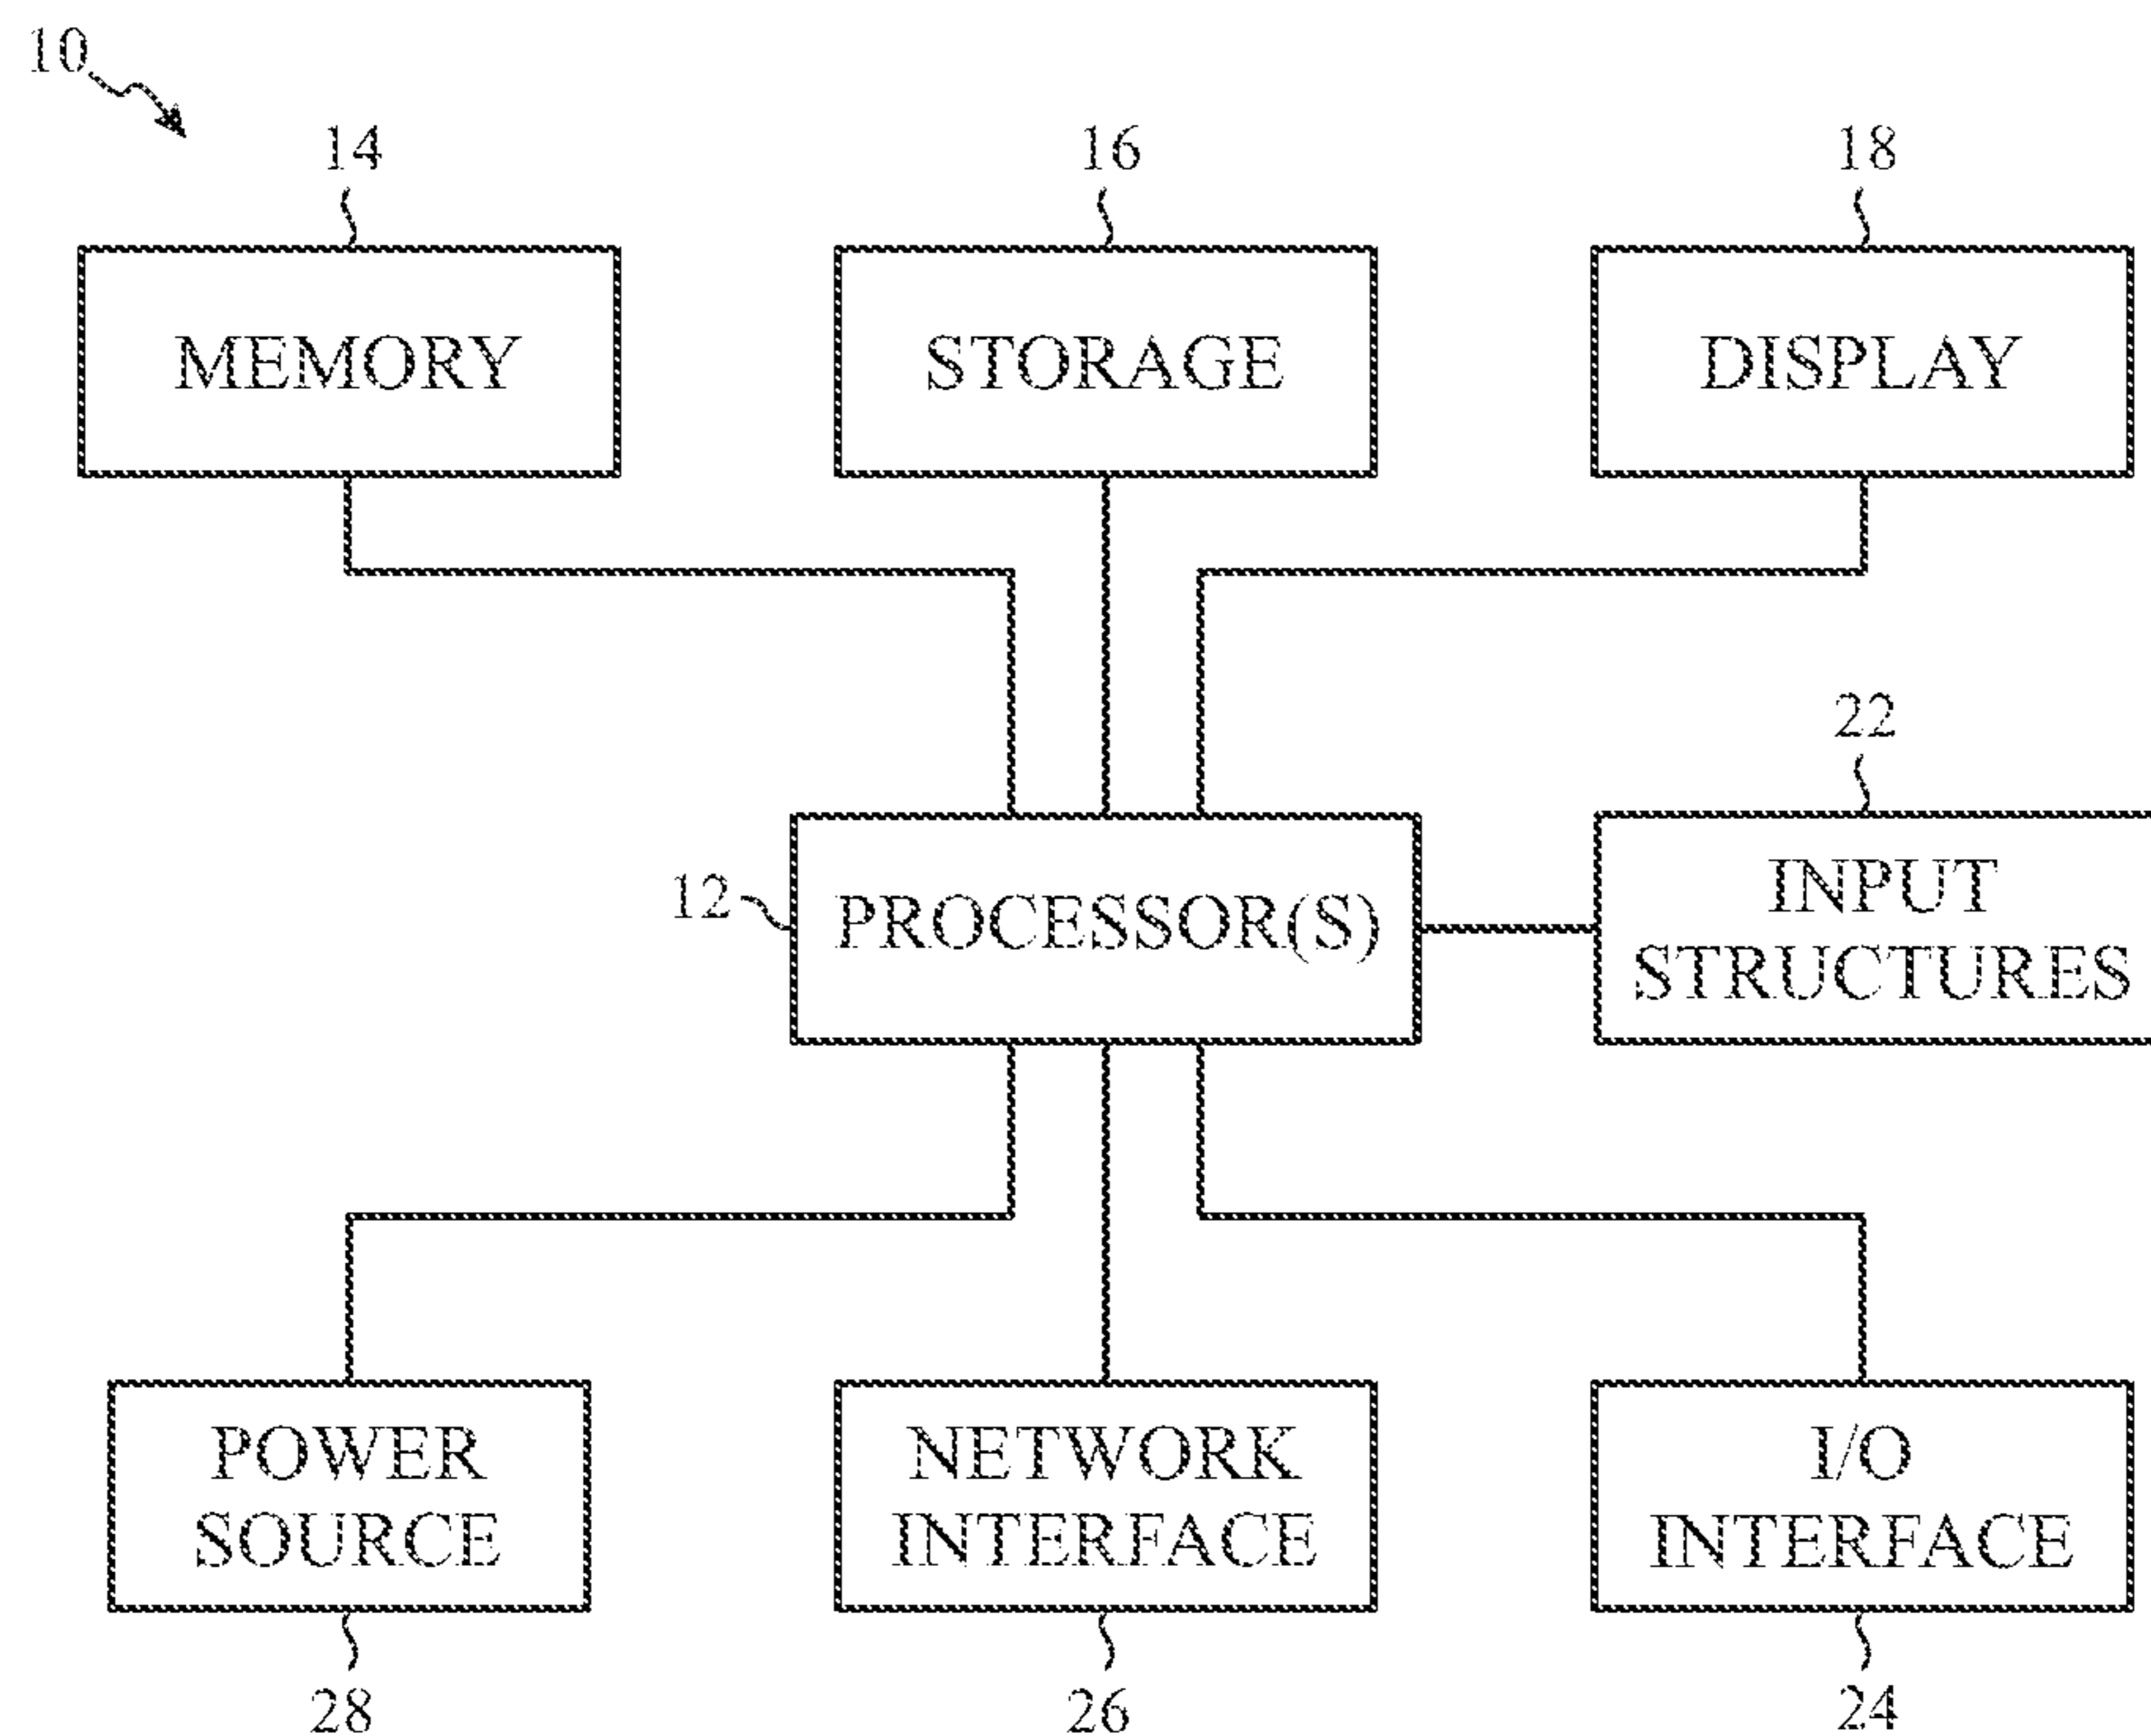 10
14
16
18
MEMORY
STORAGE
DISPLAY
22
12
PROCESSOR(S)
INPUT
STRUCTURES
POWER
SOURCE
NETWORK
INTERFACE
I/O
INTERFACE
28
26
24